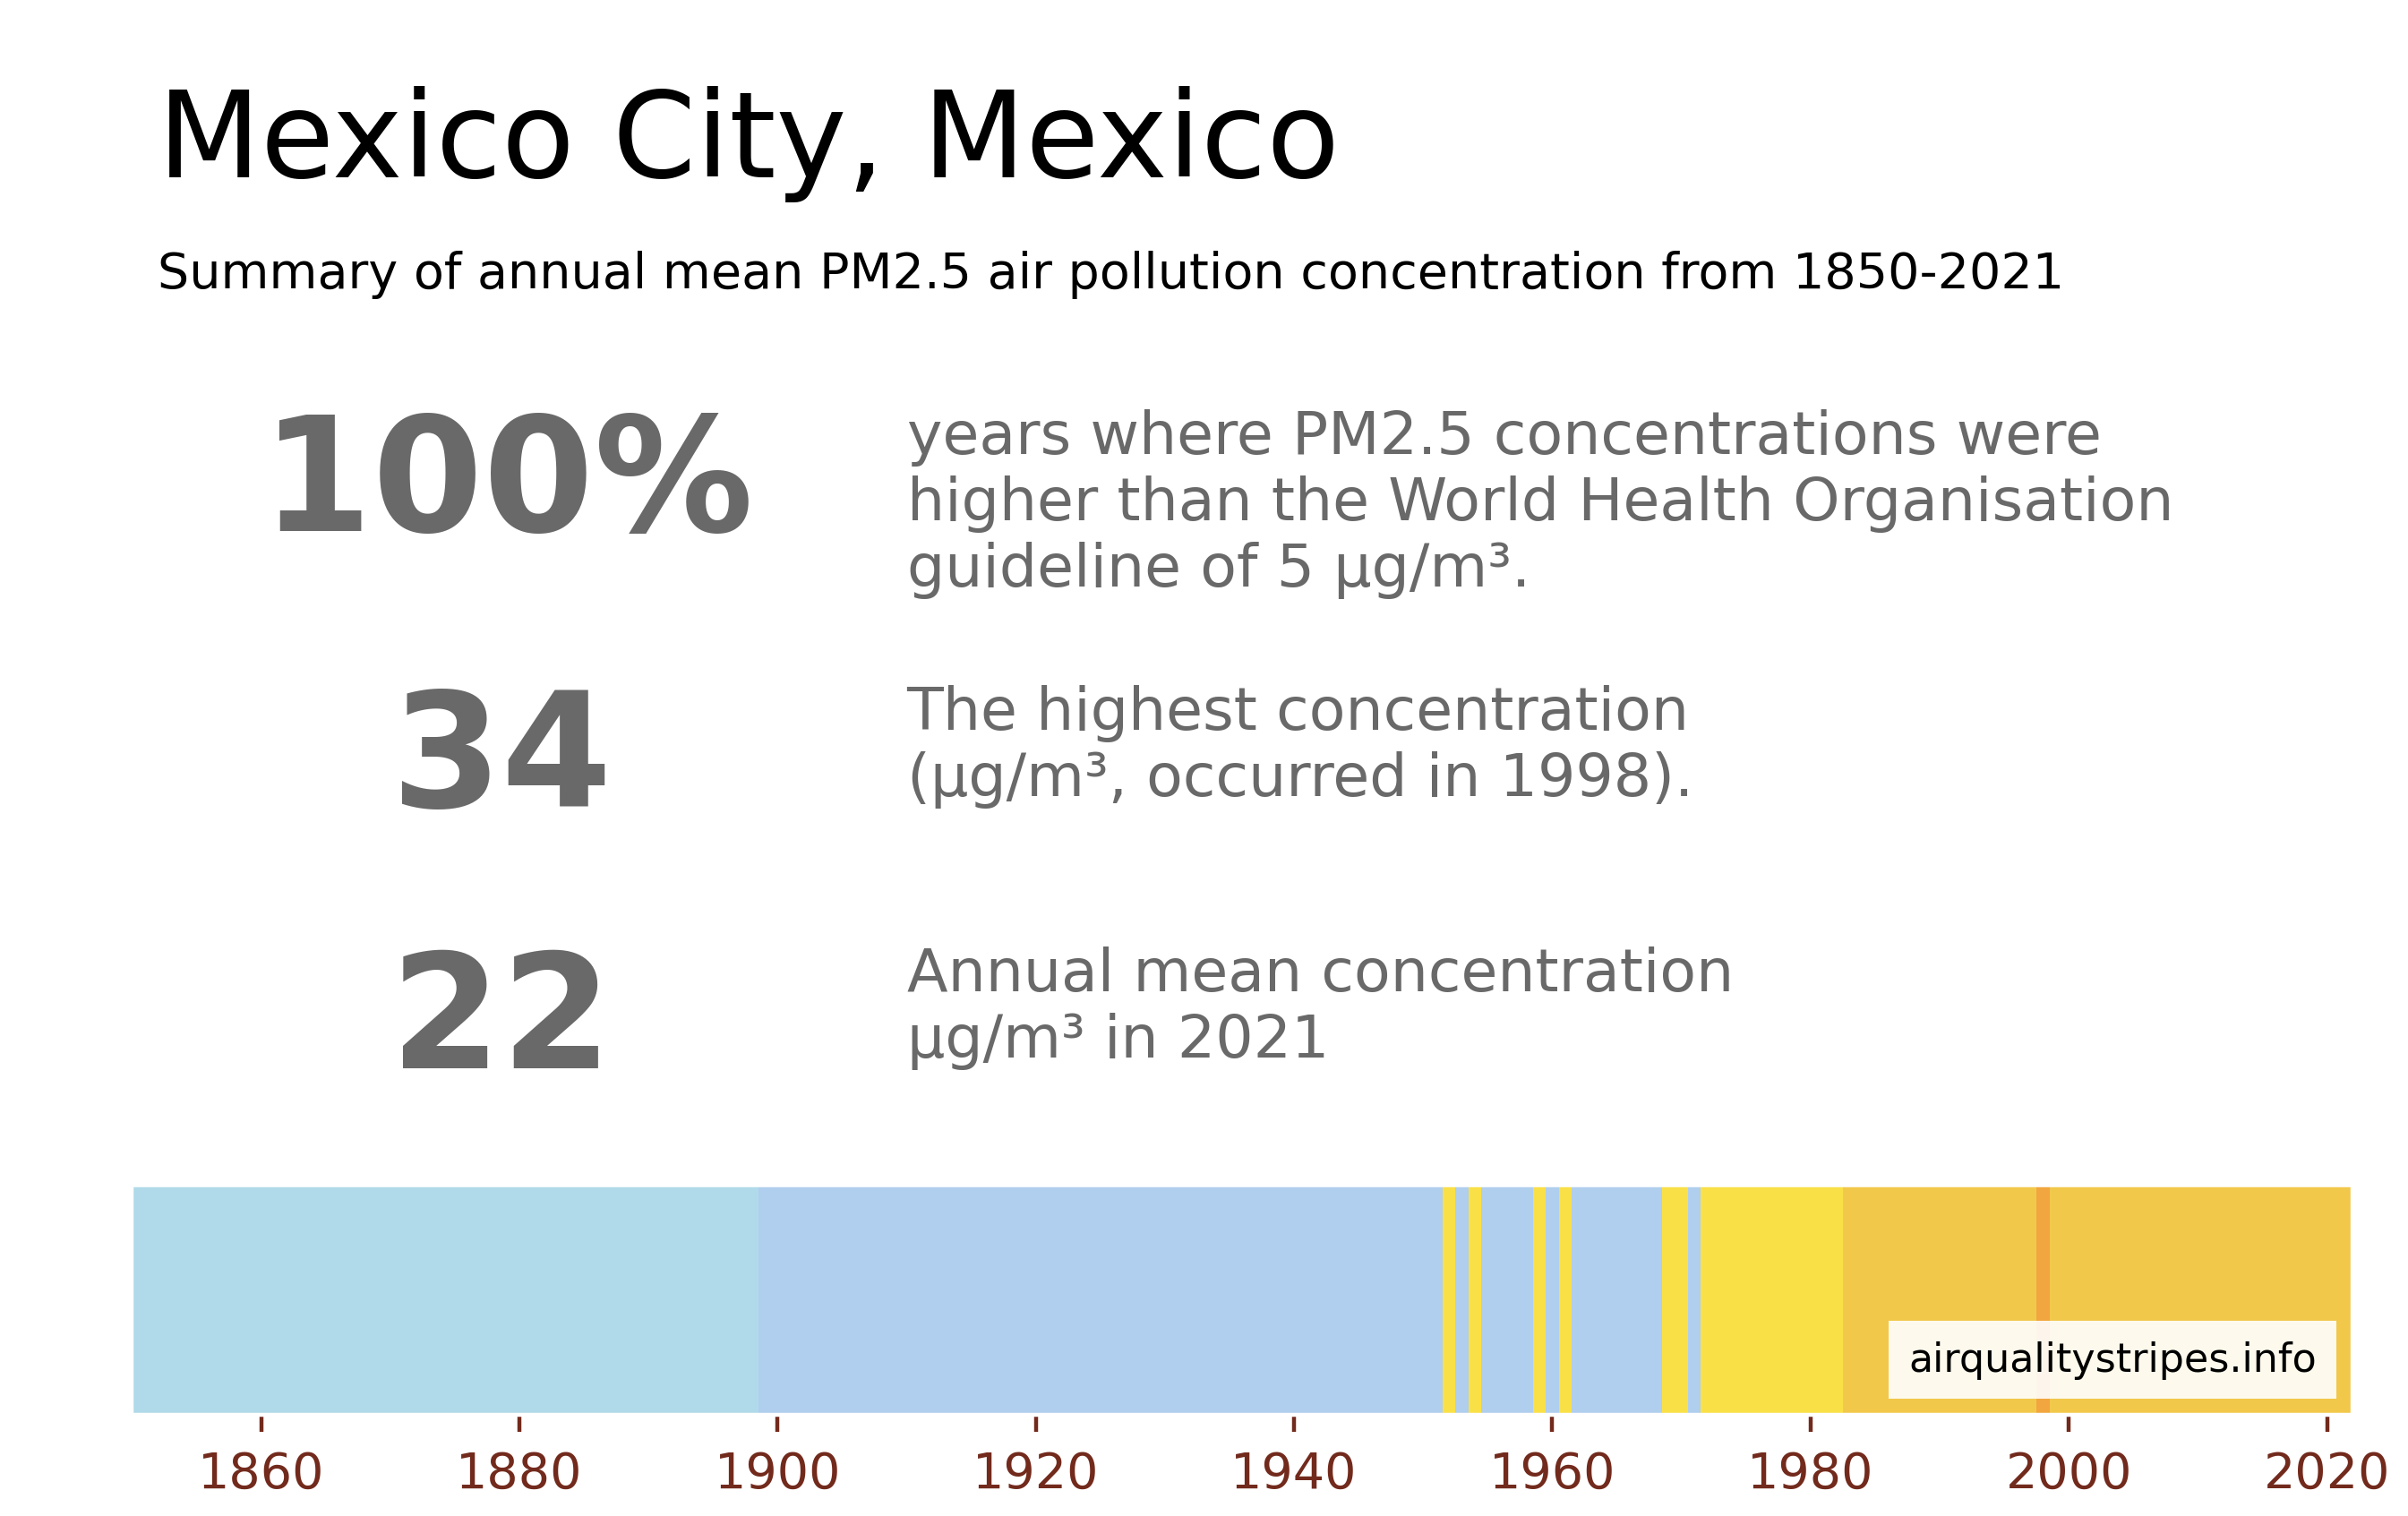 Mexico City, Mexico
Summary of annual mean PM2.5 air pollution concentration from 1850-2021
100%
years where PM2.5 concentrations were
higher than the World Health Organisation
guideline of 5 µg/m³.
34
The highest concentration
(µg/m³, occurred in 1998).
22
Annual mean concentration
µg/m³ in 2021
airqualitystripes.info
1860 1880 1900 1920 1940 1960 1980 2000 2020